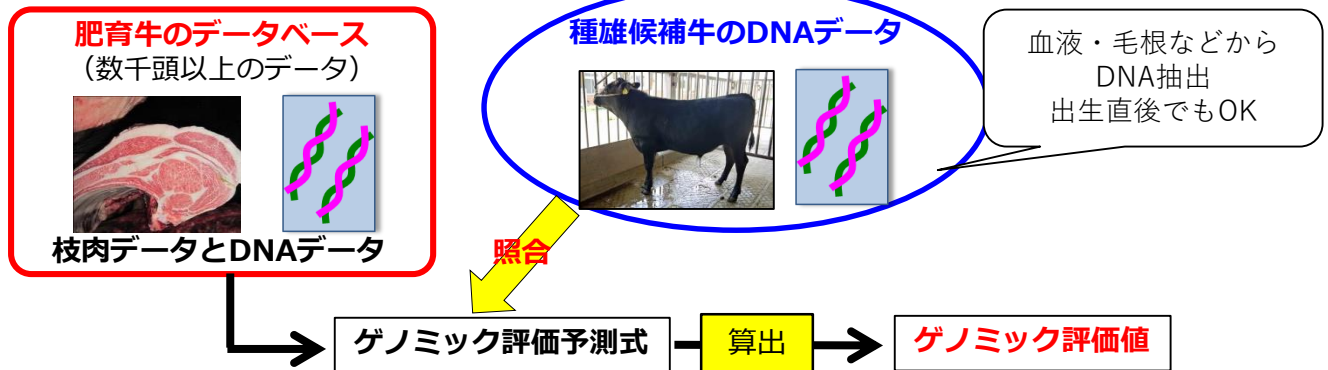 肥育牛のデータベース
(数千頭以上のデータ)
枝肉データとDNAデータ
種雄候補牛のDNAデータ
血液・毛根などから
DNA抽出
出生直後でもOK
照合
ゲノミック評価予測式
算出
ゲノミック評価値